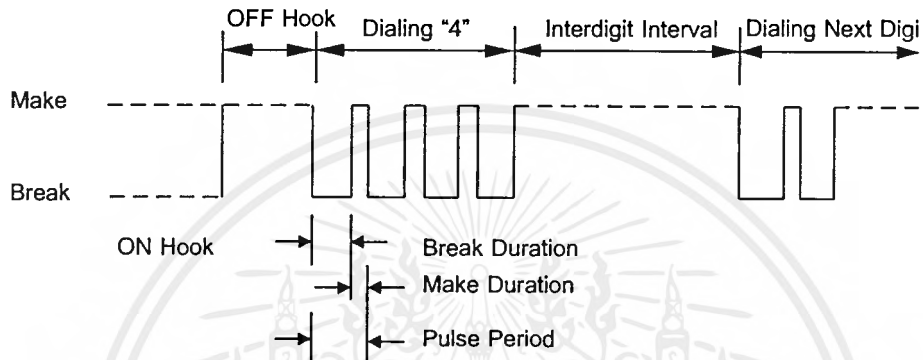 OFF Hook
Dialing “4”
Interdigit Interval
Dialing Next Digi
Make
Break
ON Hook
Break Duration
Make Duration
Pulse Period